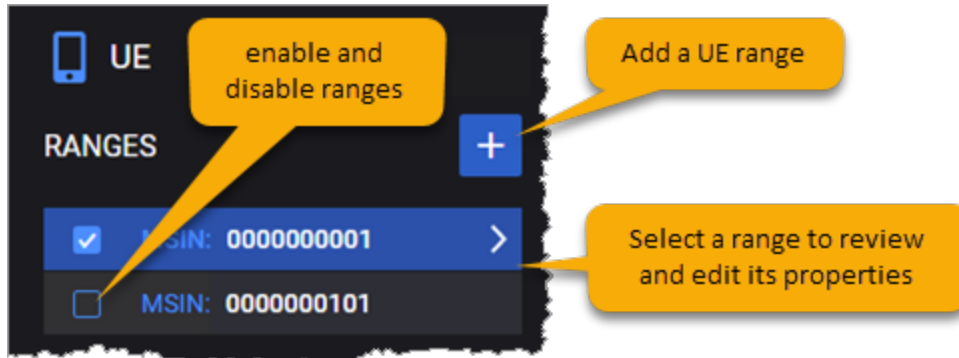 UE
enable and
disable ranges
Add a UE range
RANGES
+
MSIN: 0000000001
Select a range to review
and edit its properties
MSIN: 0000000101